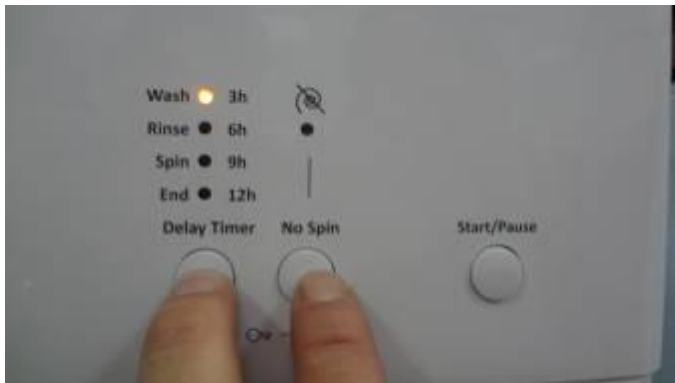 Wash 3h
Rinse 6h
Spin 9h
End 12h
Delay Timer No Spin Start/Pause